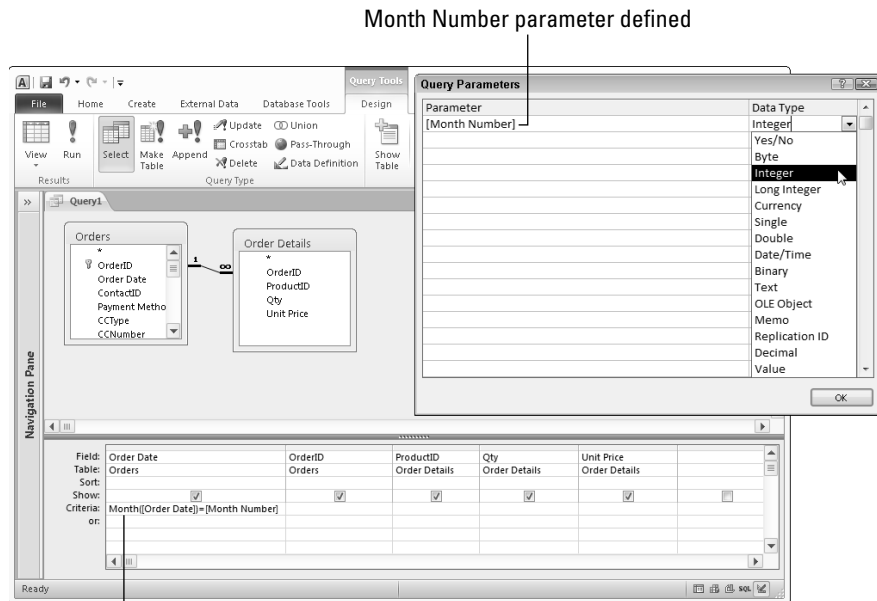 Month Number parameter defined
Query Tools
File Home Create External Data Database Tools Design
View
Run
Select
Make Table
Append
Update
Crosstab
Delete
Union
Pass-Through
Data Definition
Show Table
Results
Query Type
Query Parameters
Parameter
Data Type
[Month Number]
Integer
Yes/No
Byte
Integer
Long Integer
Currency
Single
Double
Date/Time
Binary
Text
OLE Object
Memo
Replication ID
Decimal
Value
OK
Query1
Navigation Pane
Orders
*
OrderID
Order Date
ContactID
Payment Metho
CCType
CCNumber
1
∞
Order Details
*
OrderID
ProductID
Qty
Unit Price
Field: Order Date OrderID ProductID Qty Unit Price
Table: Orders Orders Order Details Order Details Order Details
Sort:
Show:
Criteria: Month([Order Date])=[Month Number]
or:
Ready
SQL